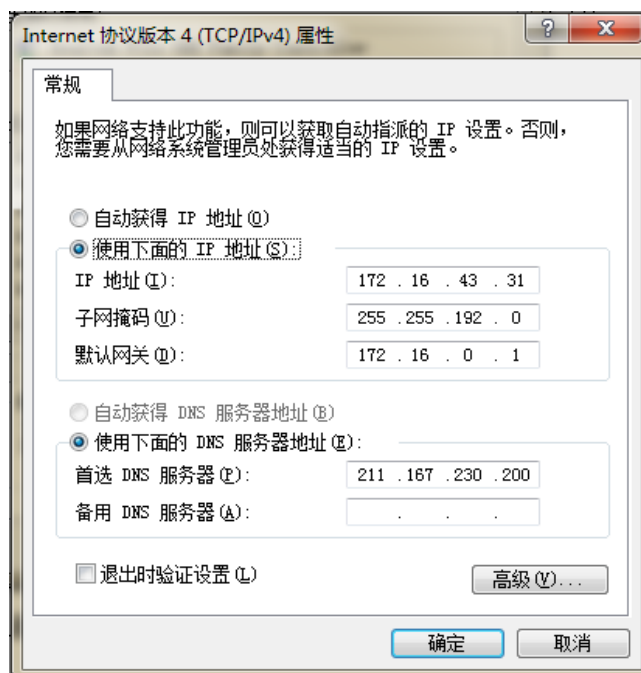 Internet 协议版本 4 (TCP/IPv4) 属性
常规
如果网络支持此功能，则可以获取自动指派的 IP 设置。否则，
您需要从网络系统管理员处获得适当的 IP 设置。
自动获得 IP 地址(O)
使用下面的 IP 地址(S):
IP 地址(I): 172 . 16 . 43 . 31
子网掩码(U): 255 .255 .192 . 0
默认网关(D): 172 . 16 . 0 . 1
自动获得 DNS 服务器地址(B)
使用下面的 DNS 服务器地址(E):
首选 DNS 服务器(P): 211 .167 .230 .200
备用 DNS 服务器(A): . . .
退出时验证设置(L)
高级(V)...
确定 取消